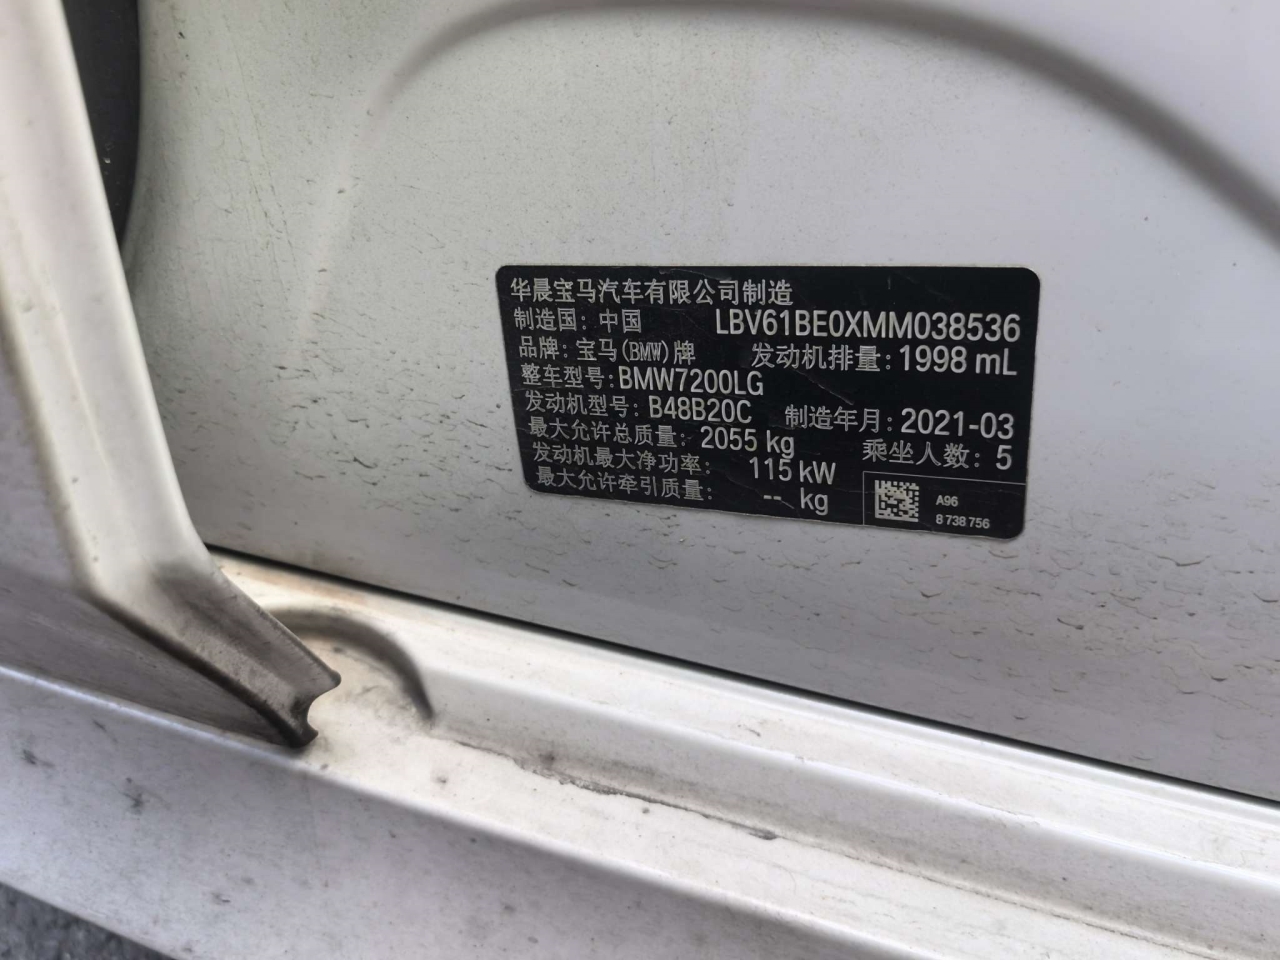 华晨宝马汽车有限公司制造
制造国: 中国 LBV61BE0XMM038536
品牌: 宝马(BMW)牌 发动机排量: 1998 mL
整车型号: BMW7200LG
发动机型号: B48B20C 制造年月: 2021-03
最大允许总质量: 2055 kg 乘坐人数: 5
发动机最大净功率: 115 kW
最大允许牵引质量: -- kg
A96
8 738 756